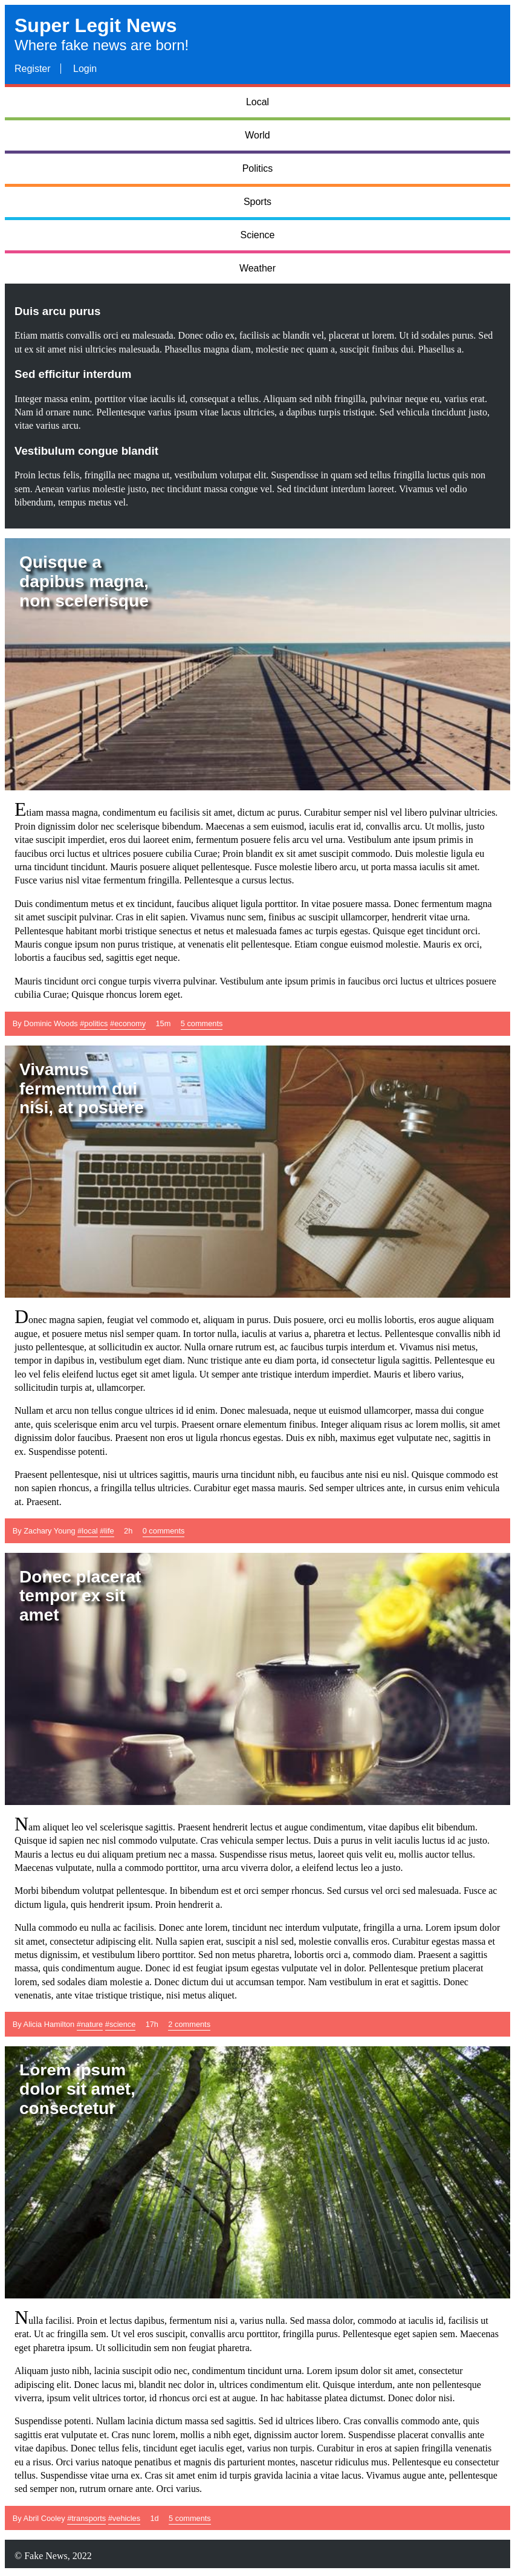 Super Legit News
Where fake news are born!
Register
Login
Local
World
Politics
Sports
Science
Weather
Duis arcu purus
Etiam mattis convallis orci eu malesuada. Donec odio ex, facilisis ac blandit vel, placerat ut lorem. Ut id sodales purus. Sed
ut ex sit amet nisi ultricies malesuada. Phasellus magna diam, molestie nec quam a, suscipit finibus dui. Phasellus a.
Sed efficitur interdum
Integer massa enim, porttitor vitae iaculis id, consequat a tellus. Aliquam sed nibh fringilla, pulvinar neque eu, varius erat.
Nam id ornare nunc. Pellentesque varius ipsum vitae lacus ultricies, a dapibus turpis tristique. Sed vehicula tincidunt justo,
vitae varius arcu.
Vestibulum congue blandit
Proin lectus felis, fringilla nec magna ut, vestibulum volutpat elit. Suspendisse in quam sed tellus fringilla luctus quis non
sem. Aenean varius molestie justo, nec tincidunt massa congue vel. Sed tincidunt interdum laoreet. Vivamus vel odio
bibendum, tempus metus vel.
Quisque a
dapibus magna,
non scelerisque
Etiam massa magna, condimentum eu facilisis sit amet, dictum ac purus. Curabitur semper nisl vel libero pulvinar ultricies.
Proin dignissim dolor nec scelerisque bibendum. Maecenas a sem euismod, iaculis erat id, convallis arcu. Ut mollis, justo
vitae suscipit imperdiet, eros dui laoreet enim, fermentum posuere felis arcu vel urna. Vestibulum ante ipsum primis in
faucibus orci luctus et ultrices posuere cubilia Curae; Proin blandit ex sit amet suscipit commodo. Duis molestie ligula eu
urna tincidunt tincidunt. Mauris posuere aliquet pellentesque. Fusce molestie libero arcu, ut porta massa iaculis sit amet.
Fusce varius nisl vitae fermentum fringilla. Pellentesque a cursus lectus.
Duis condimentum metus et ex tincidunt, faucibus aliquet ligula porttitor. In vitae posuere massa. Donec fermentum magna
sit amet suscipit pulvinar. Cras in elit sapien. Vivamus nunc sem, finibus ac suscipit ullamcorper, hendrerit vitae urna.
Pellentesque habitant morbi tristique senectus et netus et malesuada fames ac turpis egestas. Quisque eget tincidunt orci.
Mauris congue ipsum non purus tristique, at venenatis elit pellentesque. Etiam congue euismod molestie. Mauris ex orci,
lobortis a faucibus sed, sagittis eget neque.
Mauris tincidunt orci congue turpis viverra pulvinar. Vestibulum ante ipsum primis in faucibus orci luctus et ultrices posuere
cubilia Curae; Quisque rhoncus lorem eget.
By Dominic Woods #politics #economy 15m 5 comments
Vivamus
fermentum dui
nisi, at posuere
Donec magna sapien, feugiat vel commodo et, aliquam in purus. Duis posuere, orci eu mollis lobortis, eros augue aliquam
augue, et posuere metus nisl semper quam. In tortor nulla, iaculis at varius a, pharetra et lectus. Pellentesque convallis nibh id
justo pellentesque, at sollicitudin ex auctor. Nulla ornare rutrum est, ac faucibus turpis interdum et. Vivamus nisi metus,
tempor in dapibus in, vestibulum eget diam. Nunc tristique ante eu diam porta, id consectetur ligula sagittis. Pellentesque eu
leo vel felis eleifend luctus eget sit amet ligula. Ut semper ante tristique interdum imperdiet. Mauris et libero varius,
sollicitudin turpis at, ullamcorper.
Nullam et arcu non tellus congue ultrices id id enim. Donec malesuada, neque ut euismod ullamcorper, massa dui congue
ante, quis scelerisque enim arcu vel turpis. Praesent ornare elementum finibus. Integer aliquam risus ac lorem mollis, sit amet
dignissim dolor faucibus. Praesent non eros ut ligula rhoncus egestas. Duis ex nibh, maximus eget vulputate nec, sagittis in
ex. Suspendisse potenti.
Praesent pellentesque, nisi ut ultrices sagittis, mauris urna tincidunt nibh, eu faucibus ante nisi eu nisl. Quisque commodo est
non sapien rhoncus, a fringilla tellus ultricies. Curabitur eget massa mauris. Sed semper ultrices ante, in cursus enim vehicula
at. Praesent.
By Zachary Young #local #life 2h 0 comments
Donec placerat
tempor ex sit
amet
Nam aliquet leo vel scelerisque sagittis. Praesent hendrerit lectus et augue condimentum, vitae dapibus elit bibendum.
Quisque id sapien nec nisl commodo vulputate. Cras vehicula semper lectus. Duis a purus in velit iaculis luctus id ac justo.
Mauris a lectus eu dui aliquam pretium nec a massa. Suspendisse risus metus, laoreet quis velit eu, mollis auctor tellus.
Maecenas vulputate, nulla a commodo porttitor, urna arcu viverra dolor, a eleifend lectus leo a justo.
Morbi bibendum volutpat pellentesque. In bibendum est et orci semper rhoncus. Sed cursus vel orci sed malesuada. Fusce ac
dictum ligula, quis hendrerit ipsum. Proin hendrerit a.
Nulla commodo eu nulla ac facilisis. Donec ante lorem, tincidunt nec interdum vulputate, fringilla a urna. Lorem ipsum dolor
sit amet, consectetur adipiscing elit. Nulla sapien erat, suscipit a nisl sed, molestie convallis eros. Curabitur egestas massa et
metus dignissim, et vestibulum libero porttitor. Sed non metus pharetra, lobortis orci a, commodo diam. Praesent a sagittis
massa, quis condimentum augue. Donec id est feugiat ipsum egestas vulputate vel in dolor. Pellentesque pretium placerat
lorem, sed sodales diam molestie a. Donec dictum dui ut accumsan tempor. Nam vestibulum in erat et sagittis. Donec
venenatis, ante vitae tristique tristique, nisi metus aliquet.
By Alicia Hamilton #nature #science 17h 2 comments
Lorem ipsum
dolor sit amet,
consectetur
Nulla facilisi. Proin et lectus dapibus, fermentum nisi a, varius nulla. Sed massa dolor, commodo at iaculis id, facilisis ut
erat. Ut ac fringilla sem. Ut vel eros suscipit, convallis arcu porttitor, fringilla purus. Pellentesque eget sapien sem. Maecenas
eget pharetra ipsum. Ut sollicitudin sem non feugiat pharetra.
Aliquam justo nibh, lacinia suscipit odio nec, condimentum tincidunt urna. Lorem ipsum dolor sit amet, consectetur
adipiscing elit. Donec lacus mi, blandit nec dolor in, ultrices condimentum elit. Quisque interdum, ante non pellentesque
viverra, ipsum velit ultrices tortor, id rhoncus orci est at augue. In hac habitasse platea dictumst. Donec dolor nisi.
Suspendisse potenti. Nullam lacinia dictum massa sed sagittis. Sed id ultrices libero. Cras convallis commodo ante, quis
sagittis erat vulputate et. Cras nunc lorem, mollis a nibh eget, dignissim auctor lorem. Suspendisse placerat convallis ante
vitae dapibus. Donec tellus felis, tincidunt eget iaculis eget, varius non turpis. Curabitur in eros at sapien fringilla venenatis
eu a risus. Orci varius natoque penatibus et magnis dis parturient montes, nascetur ridiculus mus. Pellentesque eu consectetur
tellus. Suspendisse vitae urna ex. Cras sit amet enim id turpis gravida lacinia a vitae lacus. Vivamus augue ante, pellentesque
sed semper non, rutrum ornare ante. Orci varius.
By Abril Cooley #transports #vehicles 1d 5 comments
© Fake News, 2022